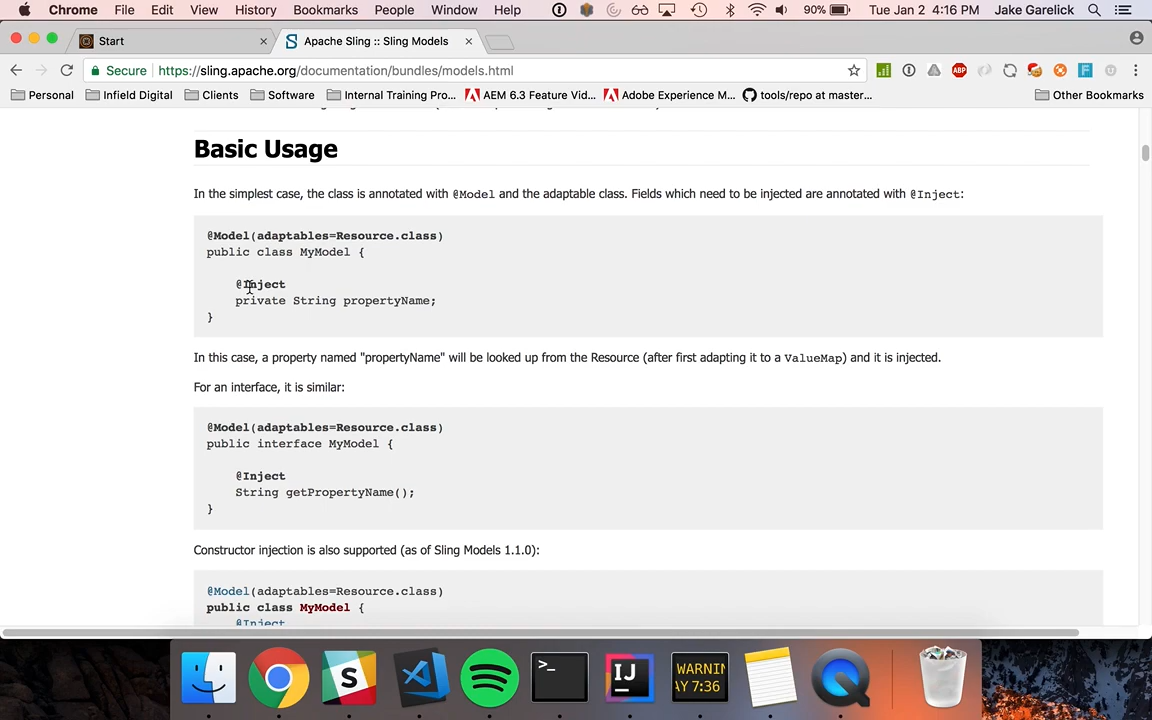 Chrome File Edit View History Bookmarks People Window Help 90% Tue Jan 2 4:16 PM Jake Garelick
Start Apache Sling :: Sling Models
Secure https://sling.apache.org/documentation/bundles/models.html ABP F
Personal Infield Digital Clients Software Internal Training Pro... AEM 6.3 Feature Vid... Adobe Experience M... tools/repo at master... Other Bookmarks
Basic Usage
In the simplest case, the class is annotated with @Model and the adaptable class. Fields which need to be injected are annotated with @Inject:
@Model(adaptables=Resource.class)
public class MyModel {
@Inject
private String propertyName;
}
In this case, a property named "propertyName" will be looked up from the Resource (after first adapting it to a ValueMap) and it is injected.
For an interface, it is similar:
@Model(adaptables=Resource.class)
public interface MyModel {
@Inject
String getPropertyName();
}
Constructor injection is also supported (as of Sling Models 1.1.0):
@Model(adaptables=Resource.class)
public class MyModel {
@Inject
S
>_
IJ
WARNIN
AY 7:36